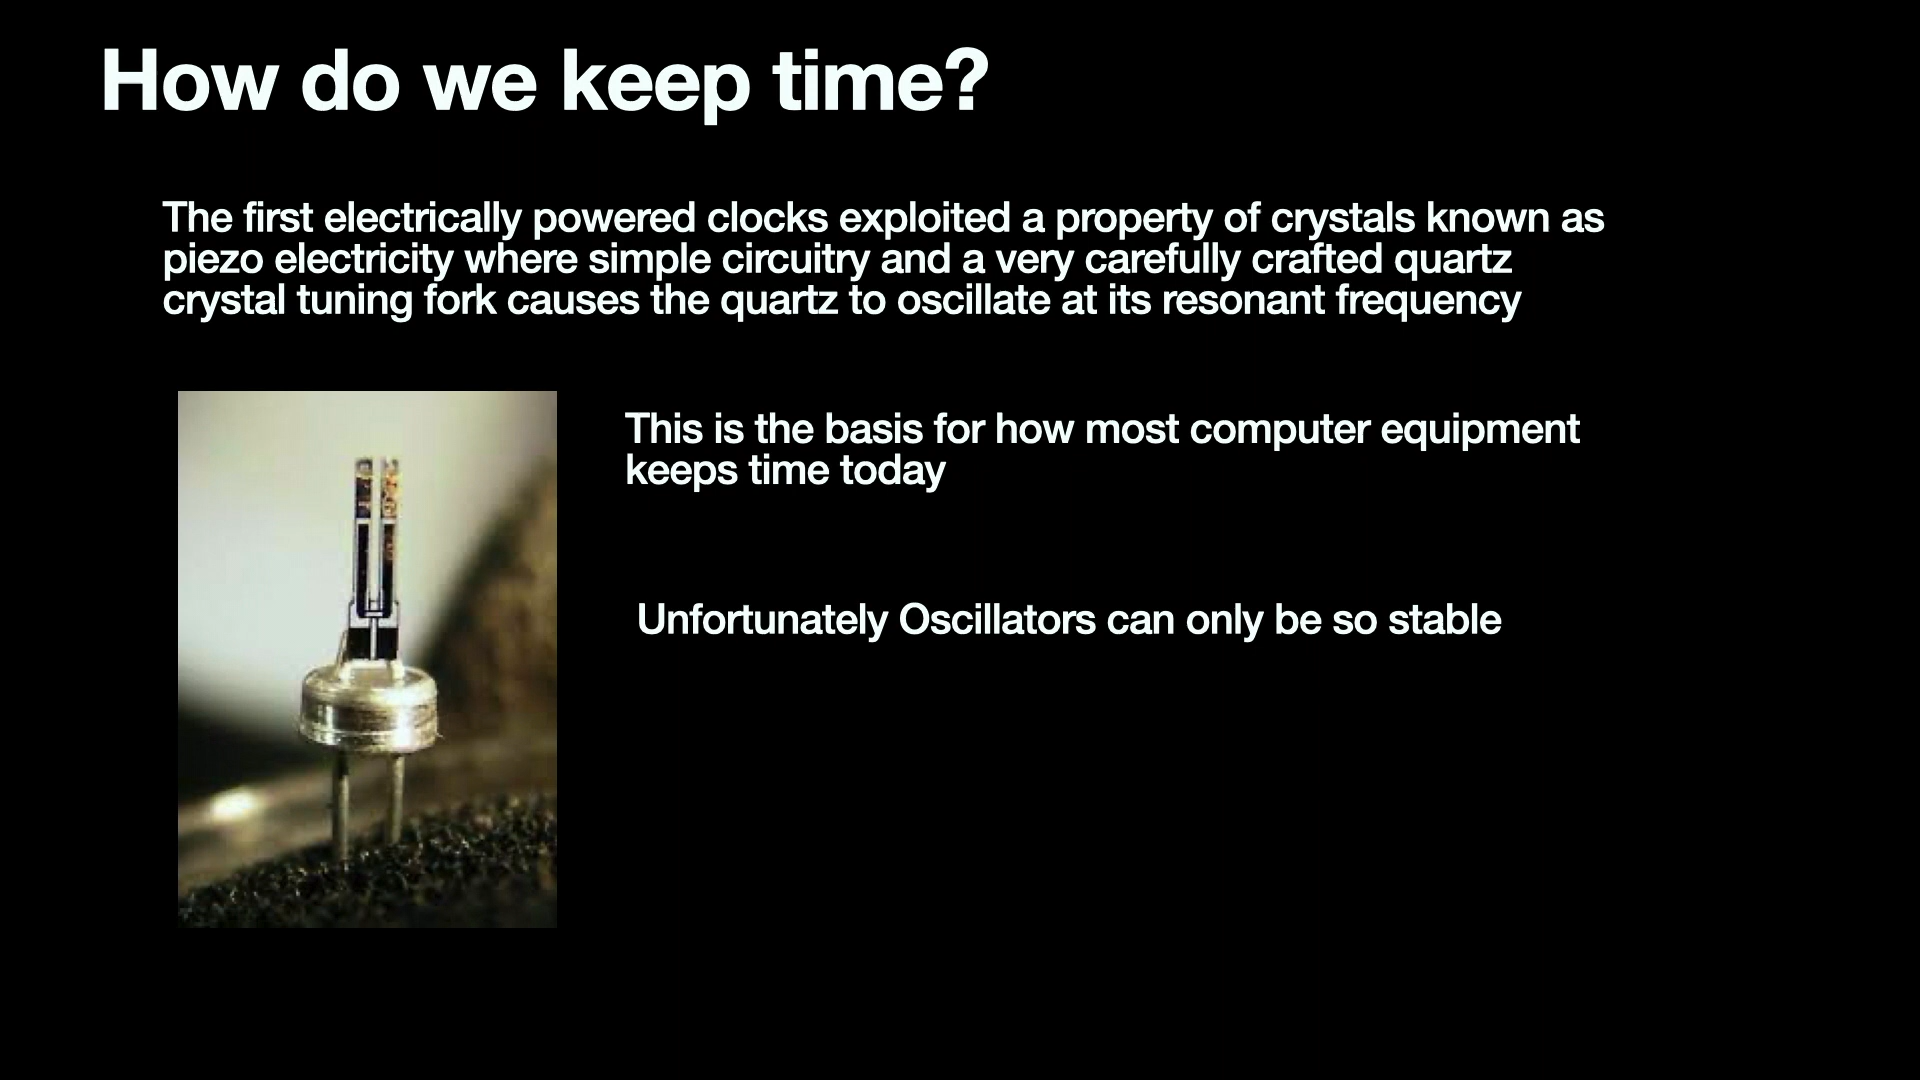 How do we keep time?
The first electrically powered clocks exploited a property of crystals known as
piezo electricity where simple circuitry and a very carefully crafted quartz
crystal tuning fork causes the quartz to oscillate at its resonant frequency
This is the basis for how most computer equipment
keeps time today
Unfortunately Oscillators can only be so stable